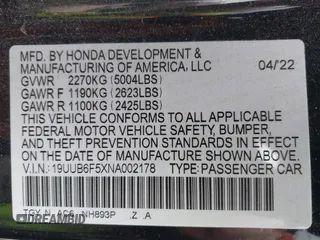 MFD. BY HONDA DEVELOPMENT &
MANUFACTURING OF AMERICA, LLC 04/22
GVWR 2270KG (5004LBS)
GAWR F 1190KG (2623LBS)
GAWR R 1100KG (2425LBS)
THIS VEHICLE CONFORMS TO ALL APPLICABLE
FEDERAL MOTOR VEHICLE SAFETY, BUMPER,
AND THEFT PREVENTION STANDARDS IN EFFECT
ON THE DATE OF MANUFACTURE SHOWN ABOVE.
V.I.N.: 19UUB6F5XNA002178 TYPE: PASSENGER CAR
NH893P .Z .A
DREAMBID